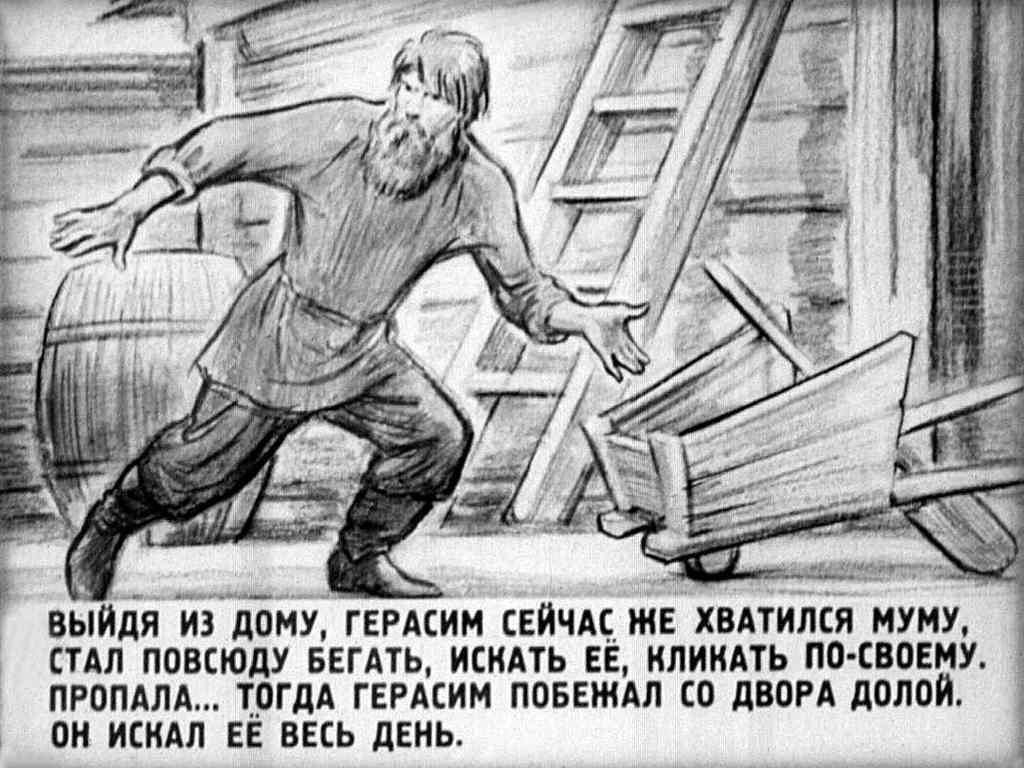 ВЫЙДЯ ИЗ ДОМУ, ГЕРАСИМ СЕЙЧАС ЖЕ ХВАТИЛСЯ МУМУ,
СТАЛ ПОВСЮДУ БЕГАТЬ, ИСКАТЬ ЕЁ, КЛИКАТЬ ПО-СВОЕМУ.
ПРОПАЛА... ТОГДА ГЕРАСИМ ПОБЕЖАЛ СО ДВОРА ДОЛОЙ.
ОН ИСКАЛ ЕЁ ВЕСЬ ДЕНЬ.